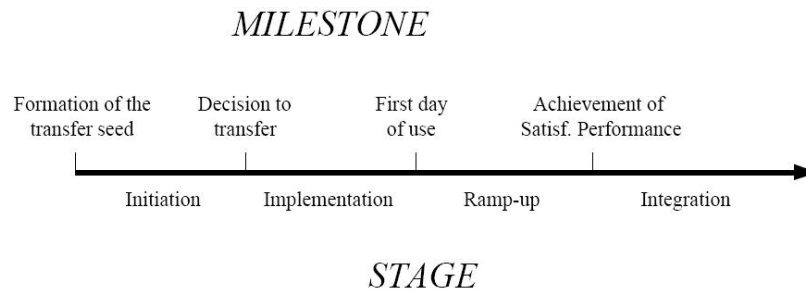 MILESTONE
Formation of the
transfer seed
Decision to
transfer
First day
of use
Achievement of
Satisf. Performance
Initiation
Implementation
Ramp-up
Integration
STAGE